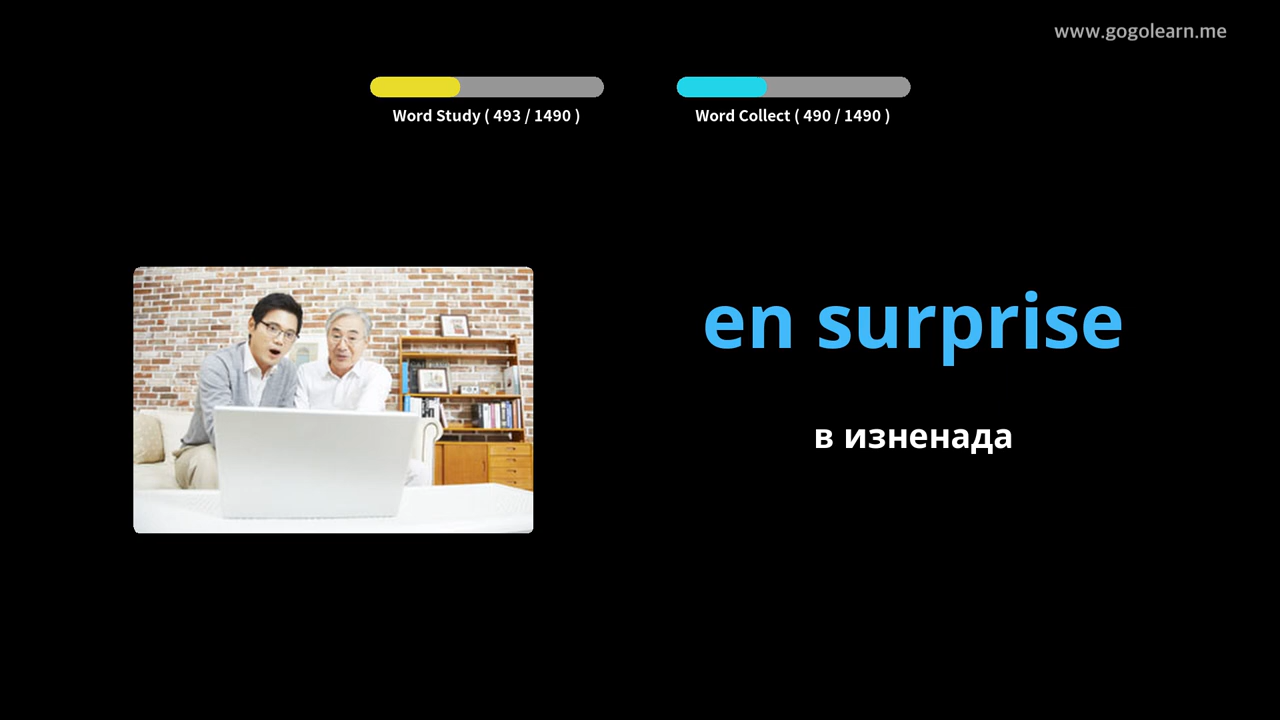 www.gogolearn.me
Word Study ( 493 / 1490 )
Word Collect ( 490 / 1490 )
en surprise
в изненада